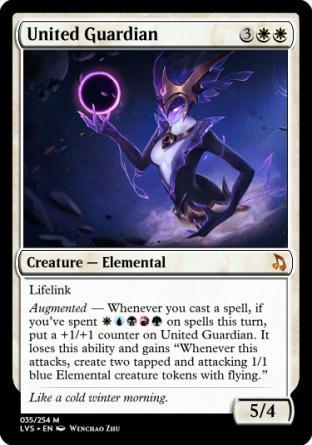 United Guardian 3
Creature — Elemental
Lifelink
Augmented — Whenever you cast a spell, if
you've spent on spells this turn,
put a +1/+1 counter on United Guardian. It
loses this ability and gains “Whenever this
attacks, create two tapped and attacking 1/1
blue Elemental creature tokens with flying.”
Like a cold winter morning.
5/4
035/254 M
LVS • EN Wenchao Zhu